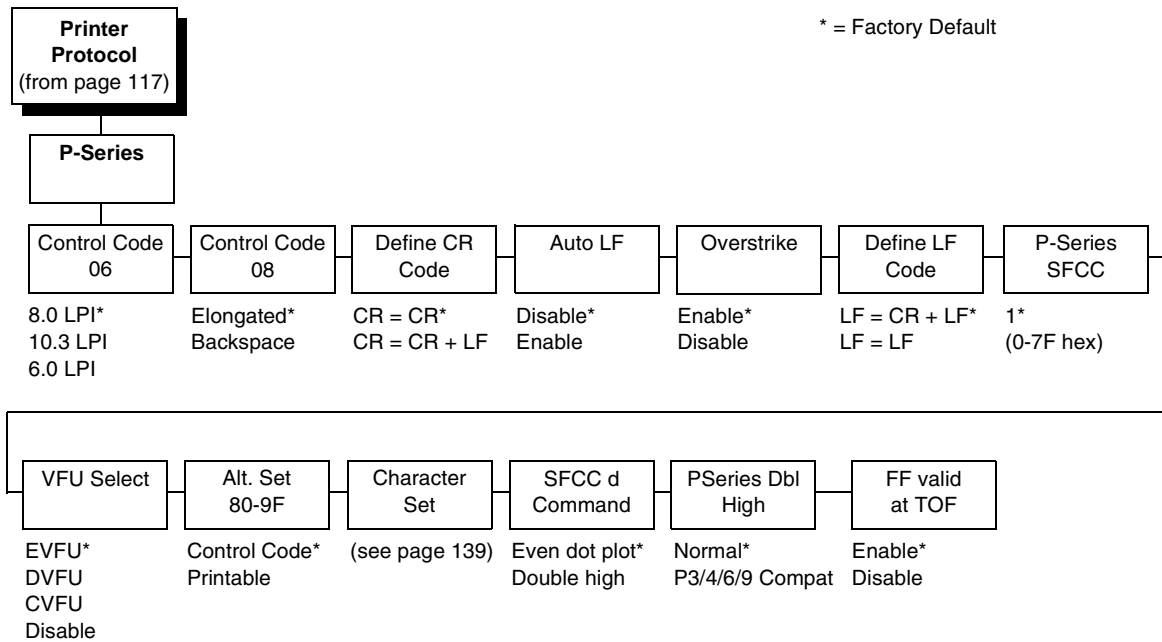 Printer
Protocol
(from page 117)
* = Factory Default
P-Series
Control Code
06
8.0 LPI*
10.3 LPI
6.0 LPI
Control Code
08
Elongated*
Backspace
Define CR
Code
CR = CR*
CR = CR + LF
Auto LF
Disable*
Enable
Overstrike
Enable*
Disable
Define LF
Code
LF = CR + LF*
LF = LF
P-Series
SFCC
1*
(0-7F hex)
VFU Select
EVFU*
DVFU
CVFU
Disable
Alt. Set
80-9F
Control Code*
Printable
Character
Set
(see page 139)
SFCC d
Command
Even dot plot*
Double high
PSeries Dbl
High
Normal*
P3/4/6/9 Compat
FF valid
at TOF
Enable*
Disable